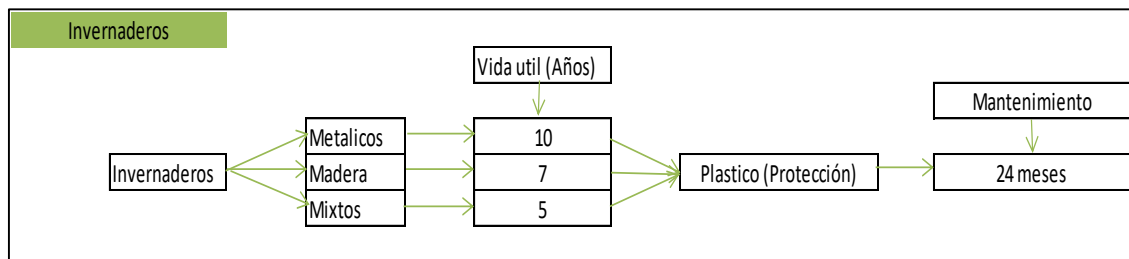 Invernaderos
Vida util (Años)
Mantenimiento
Invernaderos
Metalicos
Madera
Mixtos
10
7
5
Plastico (Protección)
24 meses